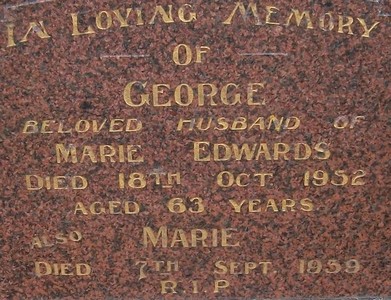 In Loving Memory
OF
GEORGE
BELOVED HUSBAND OF
MARIE EDWARDS
DIED 18TH OCT 1952
AGED 63 YEARS.
ALSO MARIE
DIED 7TH SEPT. 1959
R.I.P